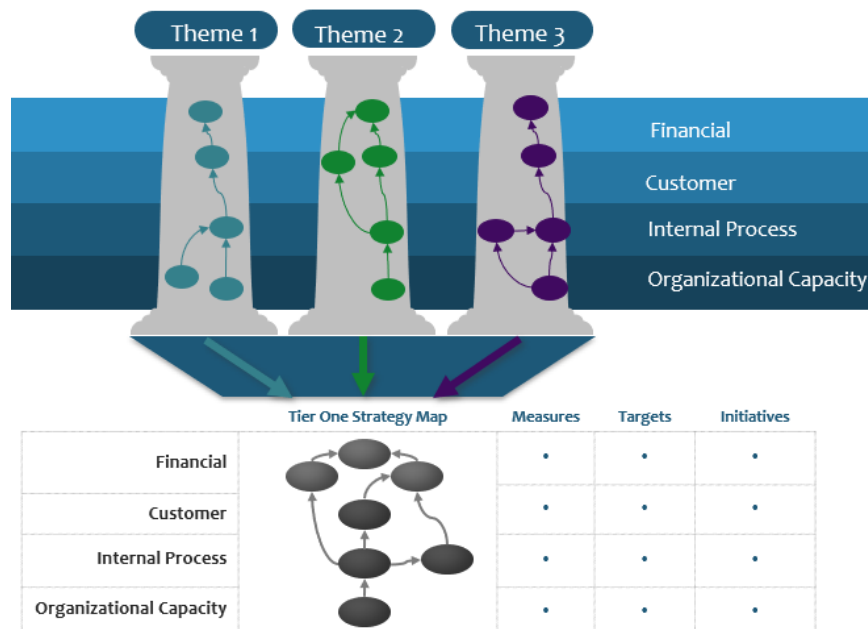 Theme 1 Theme 2 Theme 3
Financial
Customer
Internal Process
Organizational Capacity
Tier One Strategy Map Measures Targets Initiatives
Financial • • •
Customer • • •
Internal Process • • •
Organizational Capacity • • •